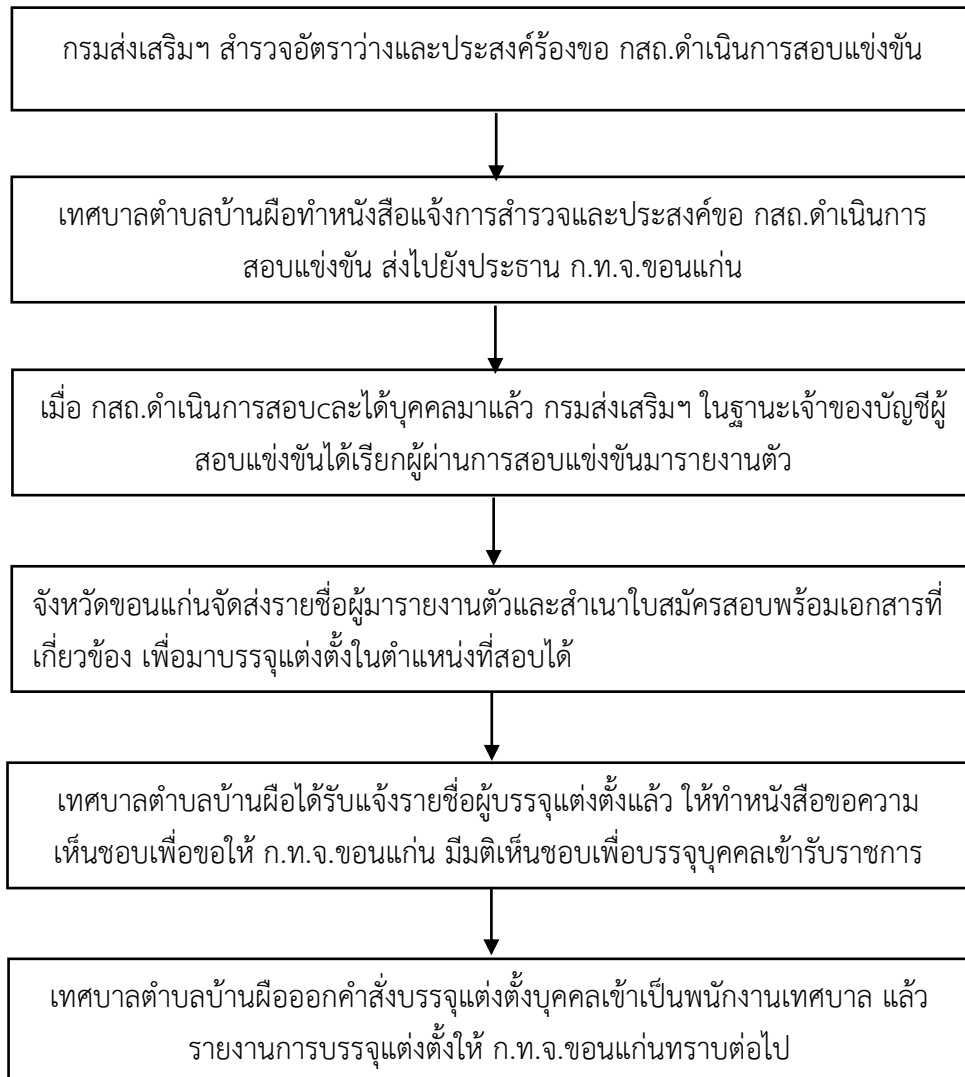 กรมส่งเสริมฯ สำรวจอัตราว่างและประสงค์ร้องขอ กสถ.ดำเนินการสอบแข่งขัน
เทศบาลตำบลบ้านผือทำหนังสือแจ้งการสำรวจและประสงค์ขอ กสถ.ดำเนินการ
สอบแข่งขัน ส่งไปยังประธาน ก.ท.จ.ขอนแก่น
เมื่อ กสถ.ดำเนินการสอบcละได้บุคคลมาแล้ว กรมส่งเสริมฯ ในฐานะเจ้าของบัญชีผู้
สอบแข่งขันได้เรียกผู้ผ่านการสอบแข่งขันมารายงานตัว
จังหวัดขอนแก่นจัดส่งรายชื่อผู้มารายงานตัวและสำเนาใบสมัครสอบพร้อมเอกสารที่
เกี่ยวข้อง เพื่อมาบรรจุแต่งตั้งในตำแหน่งที่สอบได้
เทศบาลตำบลบ้านผือได้รับแจ้งรายชื่อผู้บรรจุแต่งตั้งแล้ว ให้ทำหนังสือขอความ
เห็นชอบเพื่อขอให้ ก.ท.จ.ขอนแก่น มีมติเห็นชอบเพื่อบรรจุบุคคลเข้ารับราชการ
เทศบาลตำบลบ้านผือออกคำสั่งบรรจุแต่งตั้งบุคคลเข้าเป็นพนักงานเทศบาล แล้ว
รายงานการบรรจุแต่งตั้งให้ ก.ท.จ.ขอนแก่นทราบต่อไป